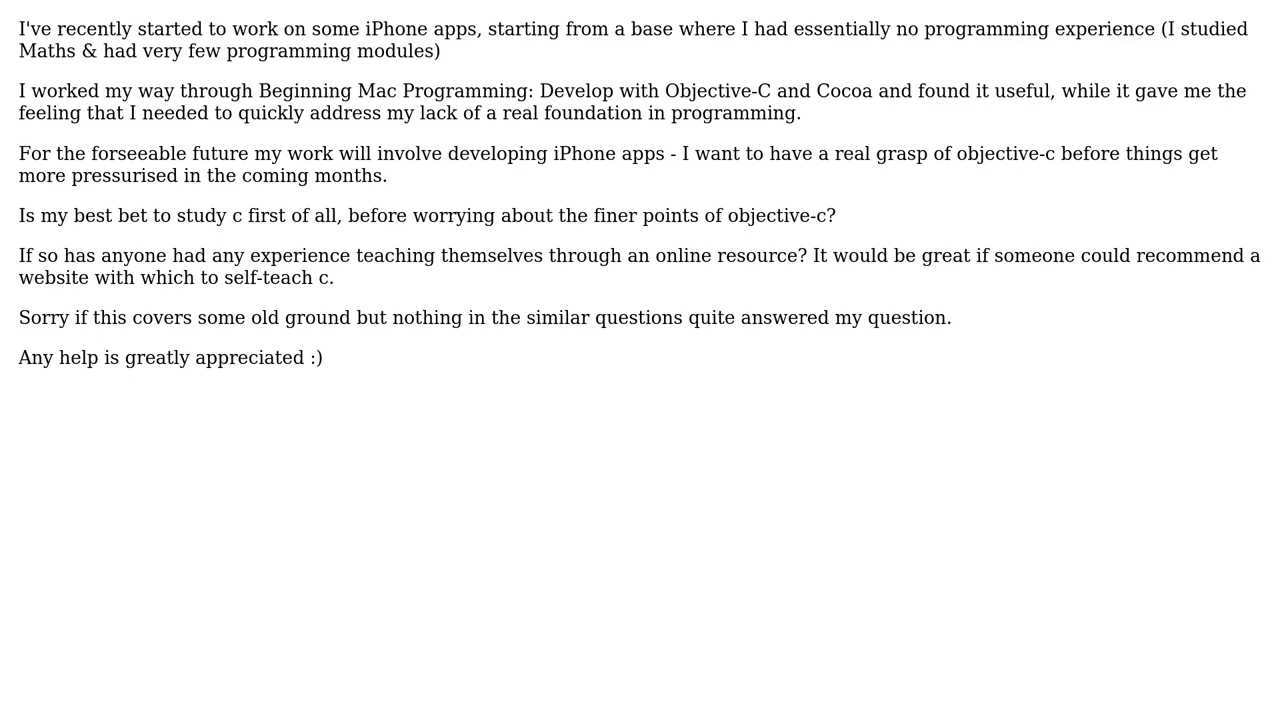 I've recently started to work on some iPhone apps, starting from a base where I had essentially no programming experience (I studied
Maths & had very few programming modules)
I worked my way through Beginning Mac Programming: Develop with Objective-C and Cocoa and found it useful, while it gave me the
feeling that I needed to quickly address my lack of a real foundation in programming.
For the forseeable future my work will involve developing iPhone apps - I want to have a real grasp of objective-c before things get
more pressurised in the coming months.
Is my best bet to study c first of all, before worrying about the finer points of objective-c?
If so has anyone had any experience teaching themselves through an online resource? It would be great if someone could recommend a
website with which to self-teach c.
Sorry if this covers some old ground but nothing in the similar questions quite answered my question.
Any help is greatly appreciated :)